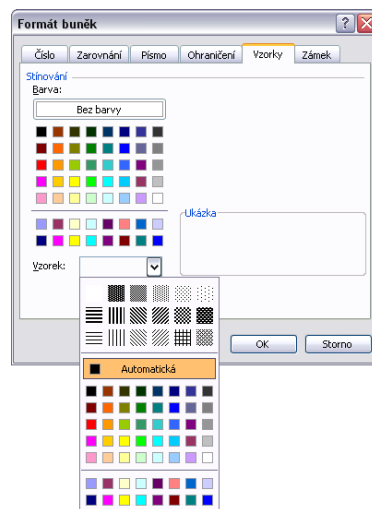 Formát buněk
Číslo Zarovnání Písmo Ohraničení Vzorky Zámek
Stínování
Barva:
Bez barvy
Ukázka
Vzorek:
OK Storno
Automatická